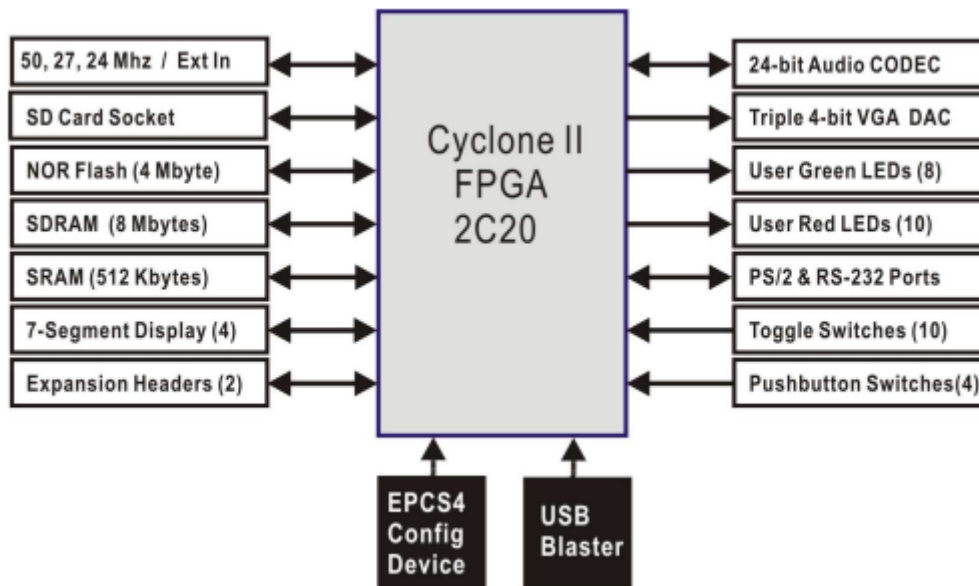 50, 27, 24 Mhz / Ext In
SD Card Socket
NOR Flash (4 Mbyte)
SDRAM (8 Mbytes)
SRAM (512 Kbytes)
7-Segment Display (4)
Expansion Headers (2)
Cyclone II
FPGA
2C20
24-bit Audio CODEC
Triple 4-bit VGA DAC
User Green LEDs (8)
User Red LEDs (10)
PS/2 & RS-232 Ports
Toggle Switches (10)
Pushbutton Switches(4)
EPCS4
Config
Device
USB
Blaster